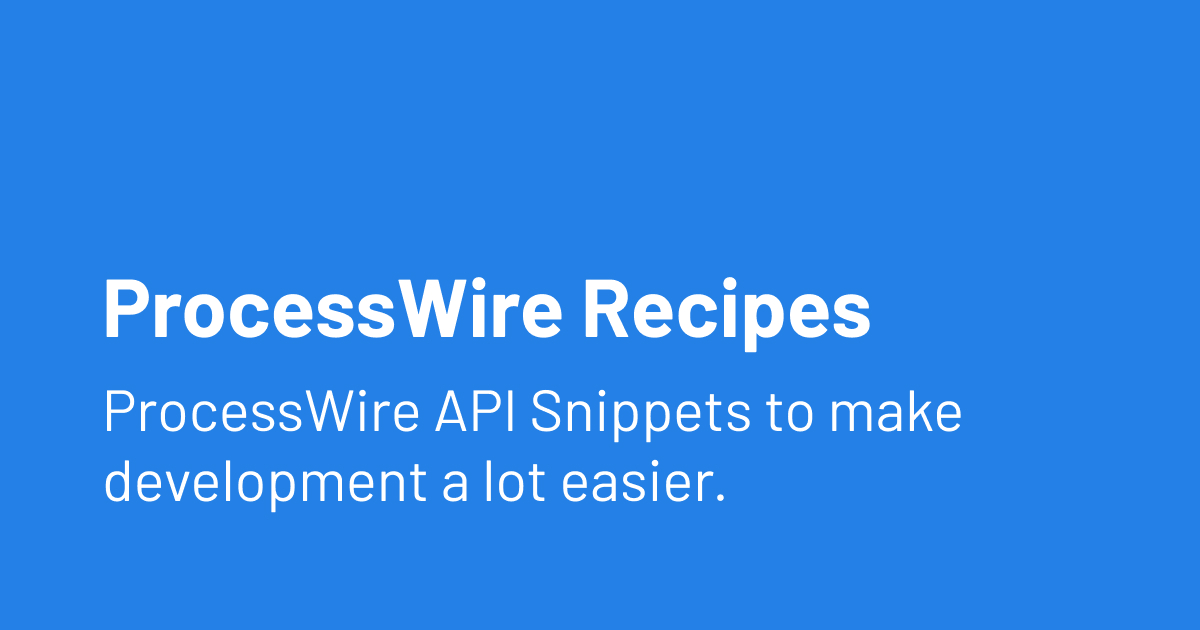 ProcessWire Recipes
ProcessWire API Snippets to make
development a lot easier.